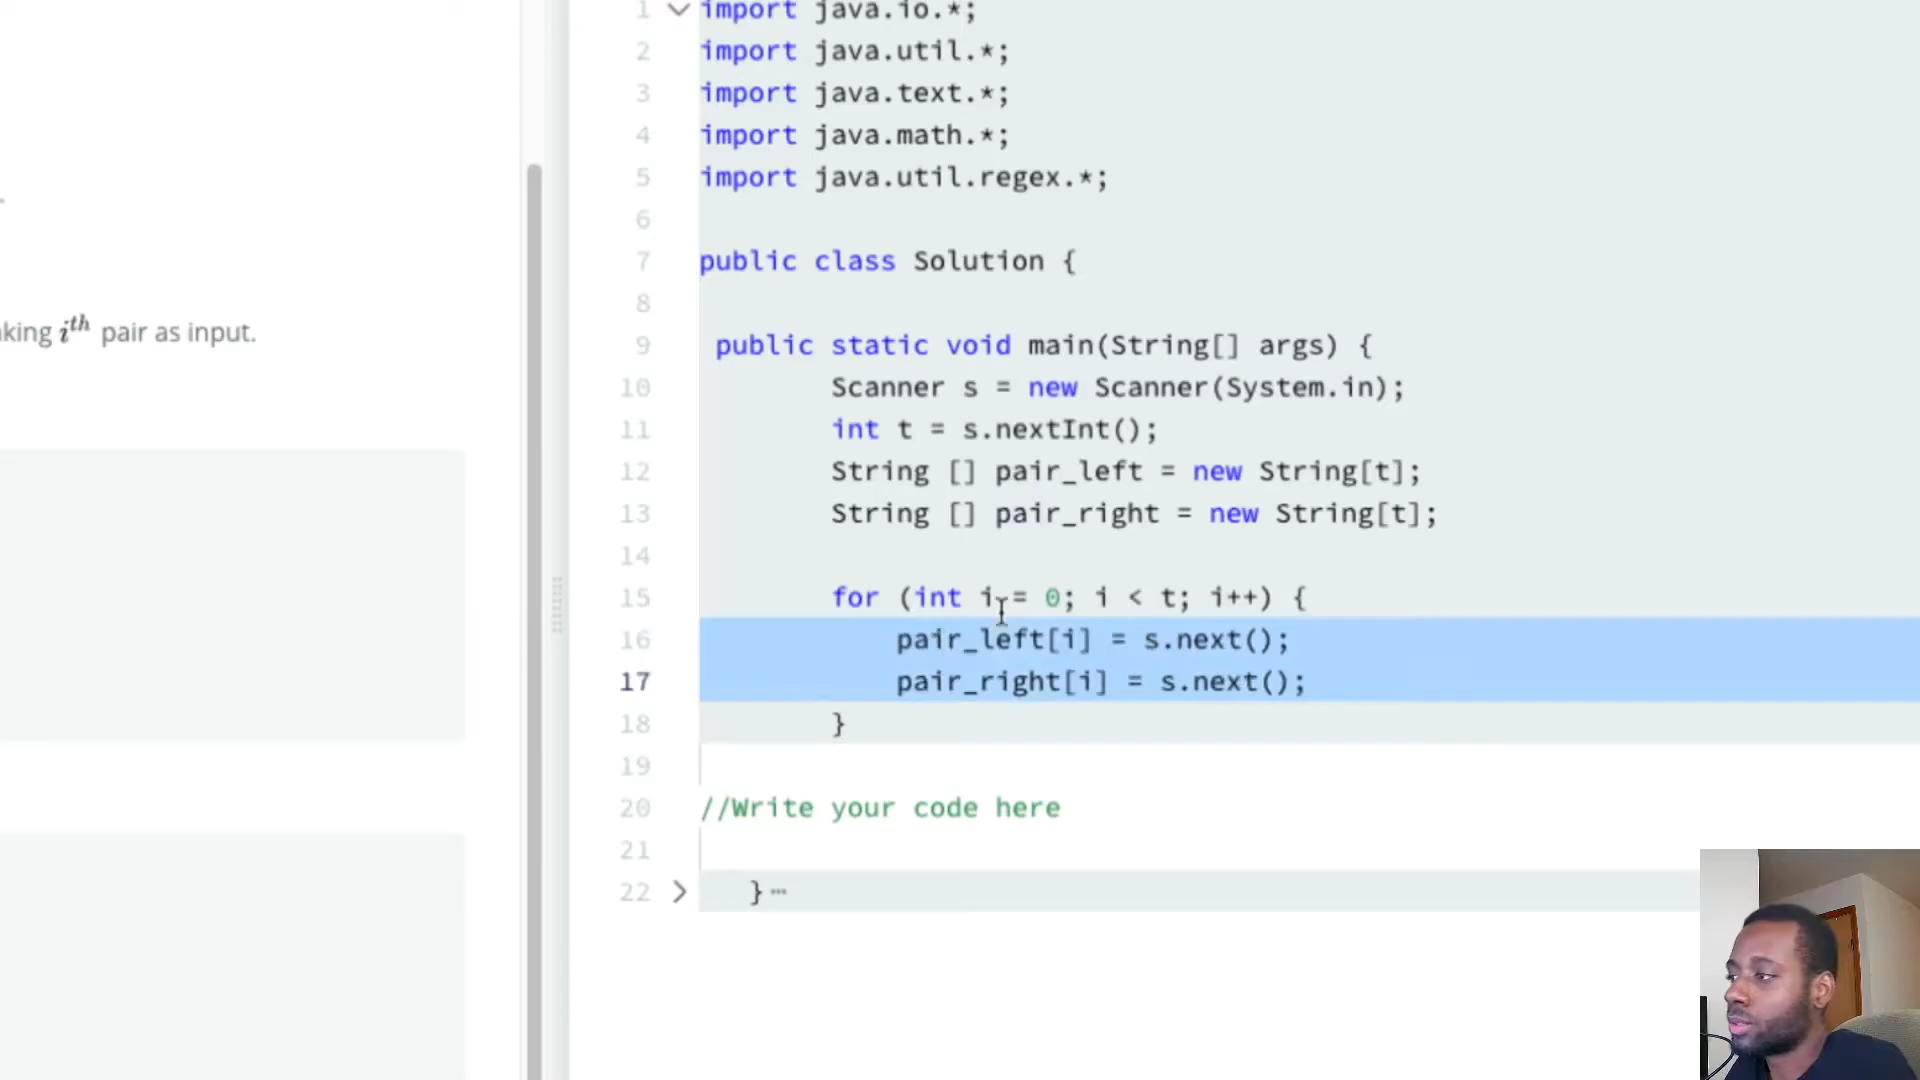 king i^th pair as input.
1 import java.io.*;
2 import java.util.*;
3 import java.text.*;
4 import java.math.*;
5 import java.util.regex.*;
6
7 public class Solution {
8
9 public static void main(String[] args) {
10 Scanner s = new Scanner(System.in);
11 int t = s.nextInt();
12 String [] pair_left = new String[t];
13 String [] pair_right = new String[t];
14
15 for (int i = 0; i < t; i++) {
16 pair_left[i] = s.next();
17 pair_right[i] = s.next();
18 }
19
20 //Write your code here
21
22 }